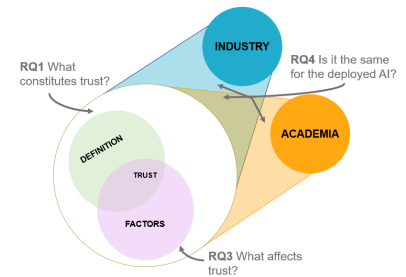 INDUSTRY
RQ1 What
constitutes trust?
RQ4 Is it the same
for the deployed AI?
ACADEMIA
DEFINITION
TRUST
FACTORS
RQ3 What affects
trust?